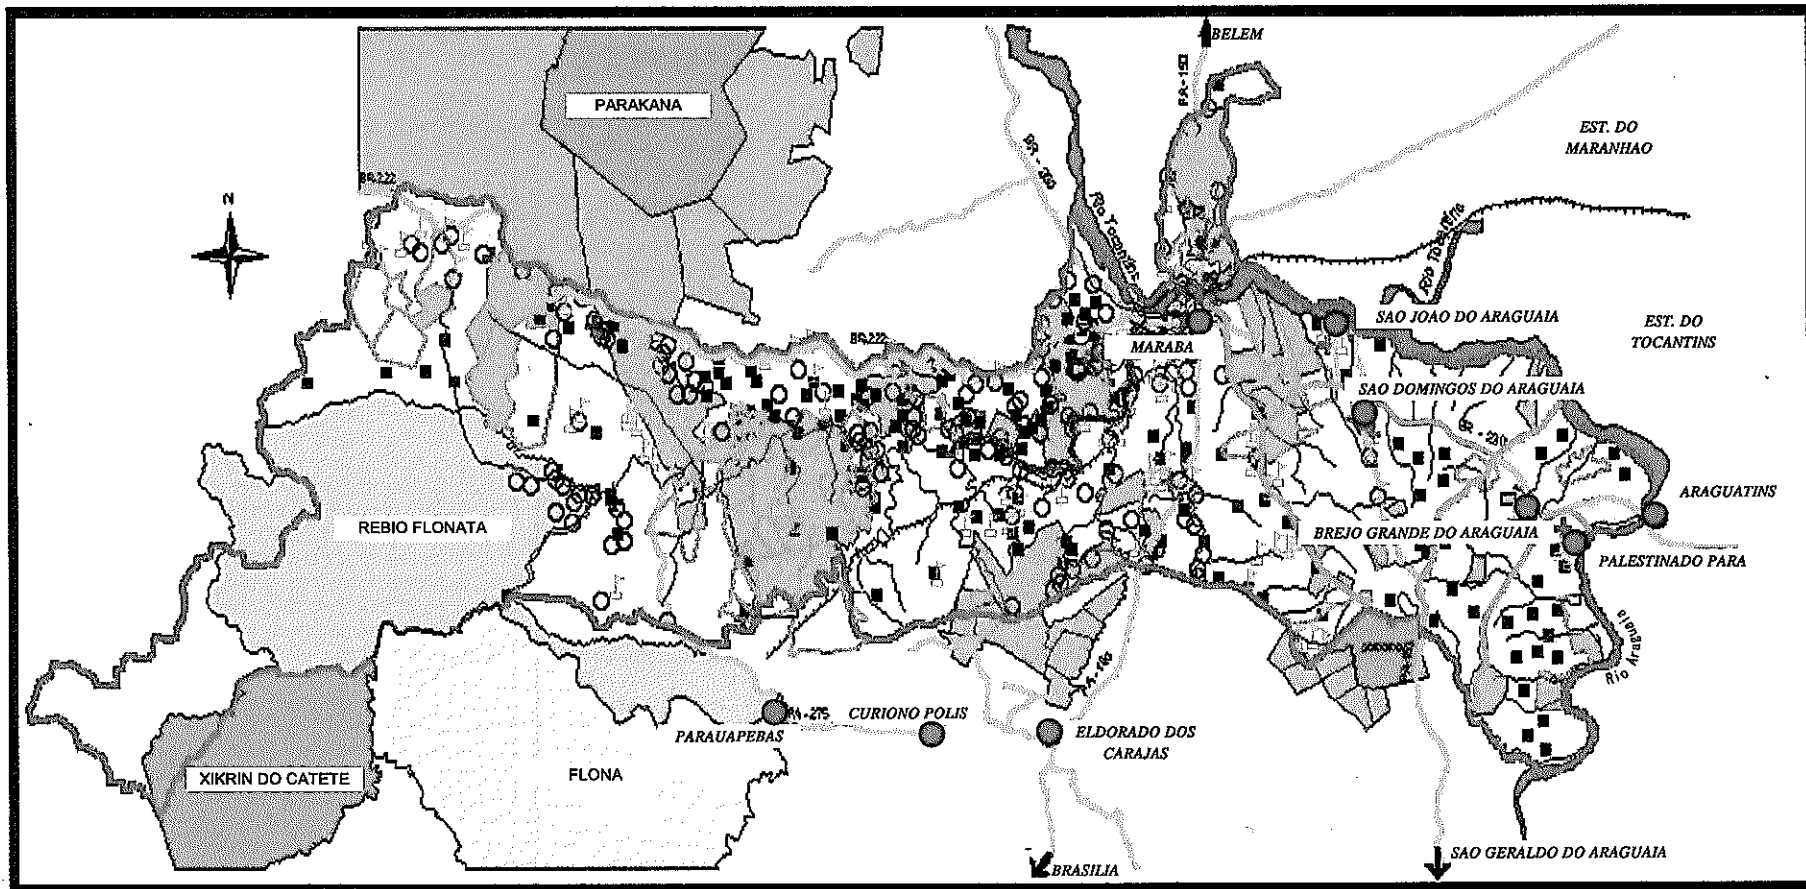 BELEM
PA-150
PARAKANA
EST. DO
MARANHAO
BR-222
BR - 230
N
Rio Tocantins
Rio Tocantins
SAO JOAO DO ARAGUAIA
EST. DO
TOCANTINS
BR-222
MARABA
SAO DOMINGOS DO ARAGUAIA
BR - 230
ARAGUATINS
REBIO FLONATA
BREJO GRANDE DO ARAGUAIA
PALESTINADO PARA
Rio Araguaia
PA-275
CURIONO POLIS
PARAUAPEBAS
ELDORADO DOS
CARAJAS
XIKRIN DO CATETE
FLONA
SAO GERALDO DO ARAGUAIA
BRASILIA